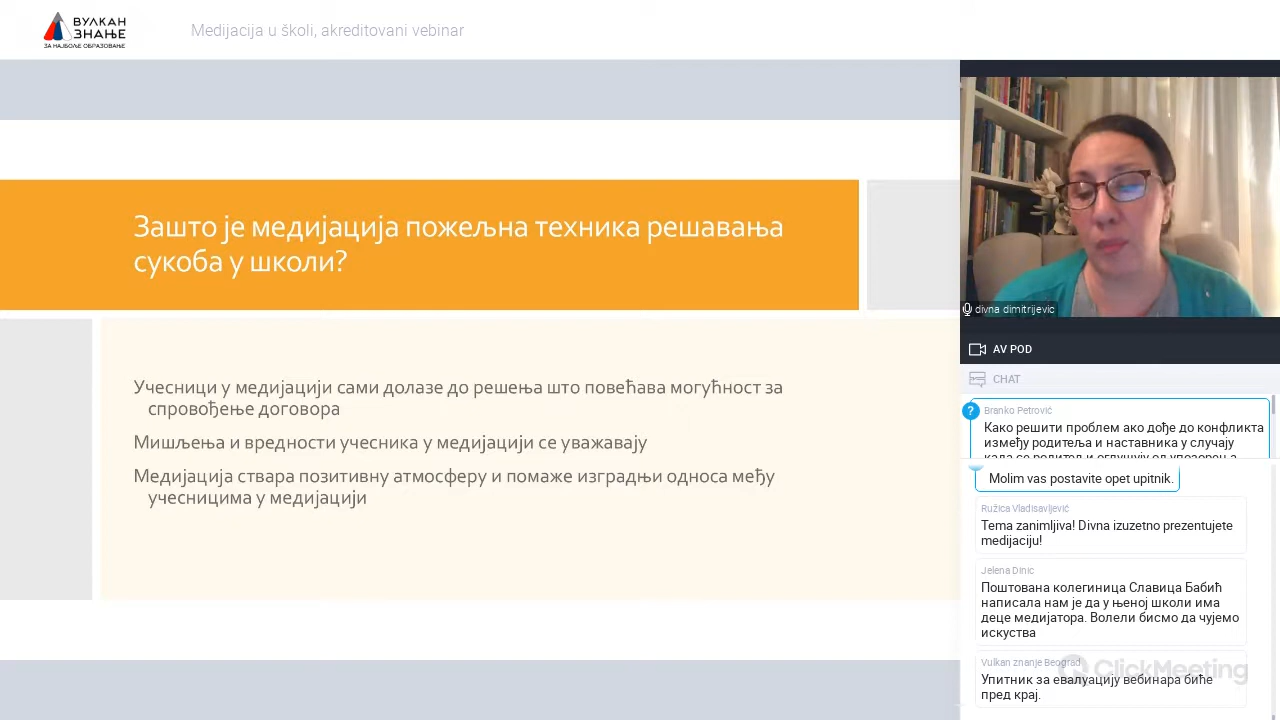 ВУЛКАН
ЗНАЊЕ
ЗА НАЈБОЉЕ ОБРАЗОВАЊЕ
Medijacija u školi, akreditovani vebinar
Зашто је медијација пожељна техника решавања
сукоба у школи?
Учесници у медијацији сами долазе до решења што повећава могућност за
спровођење договора
Мишљења и вредности учесника у медијацији се уважавају
Медијација ствара позитивну атмосферу и помаже изградњи односа међу
учесницима у медијацији
divna dimitrijevic
AV POD
CHAT
?
Branko Petrović
Како решити проблем ако дође до конфликта
између родитеља и наставника у случају
Molim vas postavite opet upitnik.
Ružica Vladisavljević
Tema zanimljiva! Divna izuzetno prezentujete
medijaciju!
Jelena Dinic
Поштована колегиница Славица Бабић
написала нам је да у њеној школи има
деце медијатора. Волели бисмо да чујемо
искуства
Vulkan znanje Beograd
ClickMeeting
Упитник за евалуацију вебинара биће
пред крај.